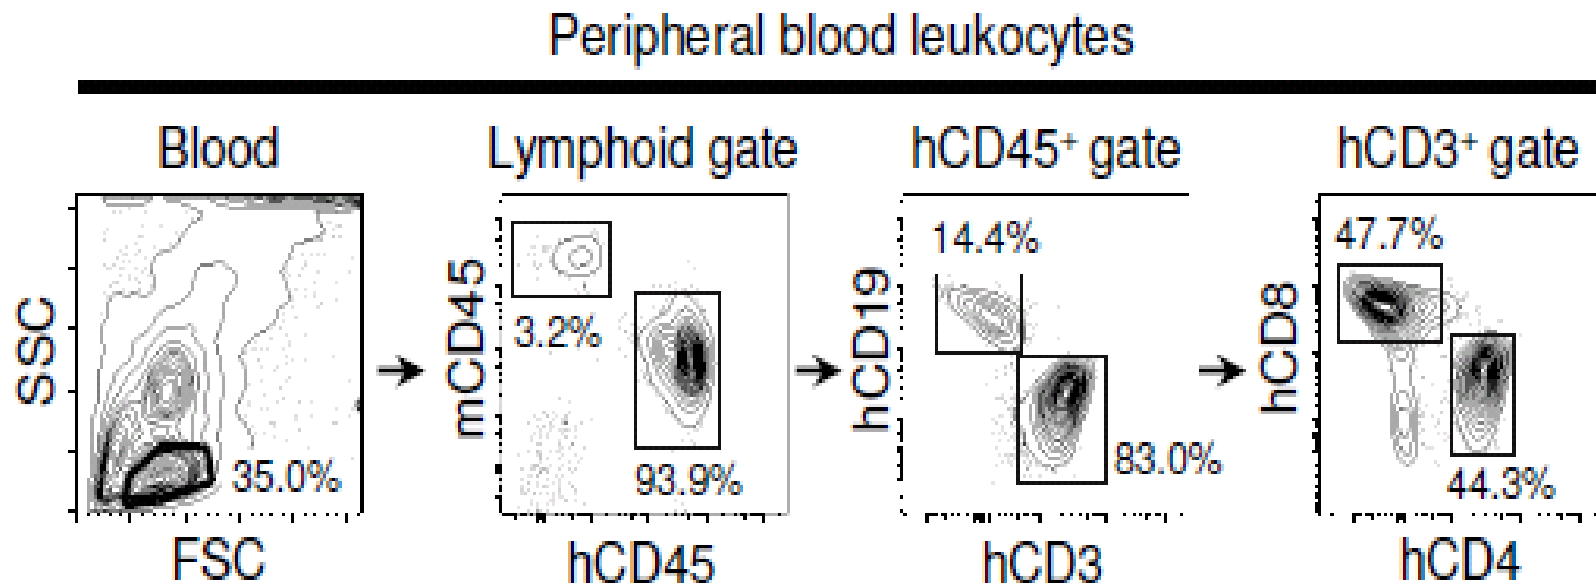 Peripheral blood leukocytes
Blood
Lymphoid gate
hCD45⁺ gate
hCD3⁺ gate
SSC
35.0%
FSC
mCD45
3.2%
93.9%
hCD45
hCD19
14.4%
83.0%
hCD3
hCD8
47.7%
44.3%
hCD4